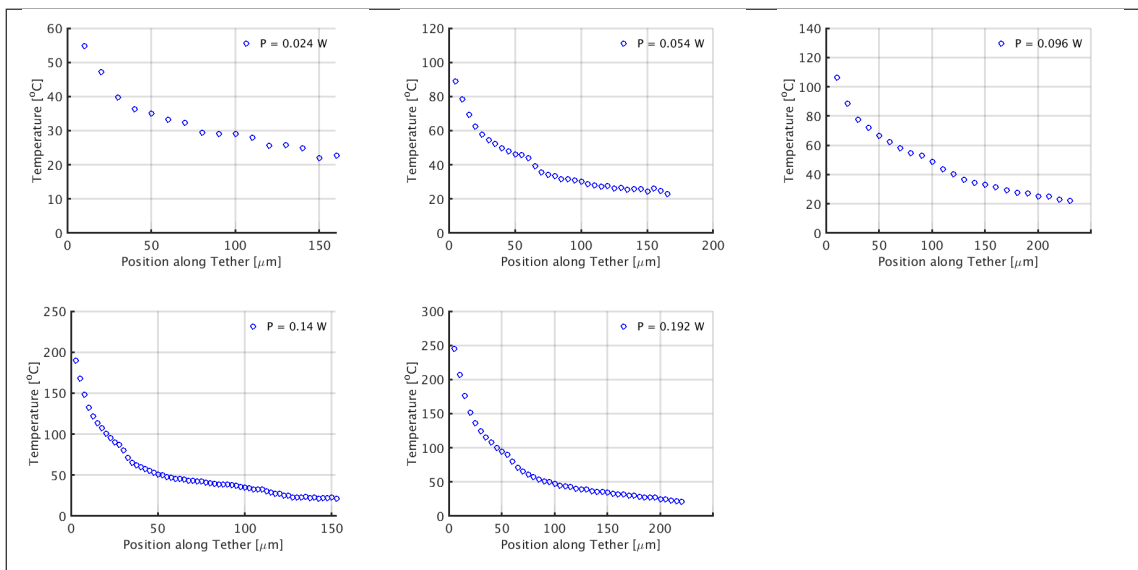 P = 0.024 W
Temperature [°C]
60
50
40
30
20
10
0
0 50 100 150
Position along Tether [μm]
P = 0.054 W
Temperature [°C]
120
100
80
60
40
20
0
0 50 100 150 200
Position along Tether [μm]
P = 0.096 W
Temperature [°C]
140
120
100
80
60
40
20
0
0 50 100 150 200
Position along Tether [μm]
P = 0.14 W
Temperature [°C]
250
200
150
100
50
0
0 50 100 150
Position along Tether [μm]
P = 0.192 W
Temperature [°C]
300
250
200
150
100
50
0
0 50 100 150 200
Position along Tether [μm]